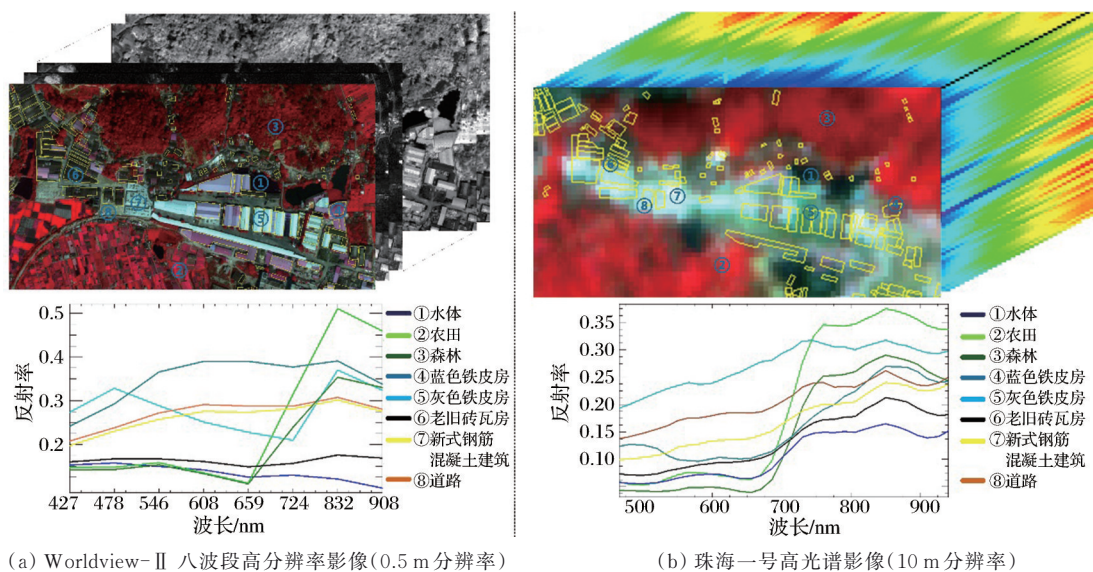 ③
①
⑥
⑤
②
③
①
⑥
⑦
⑧
②
0.5
0.4
0.3
0.2
反射率
427 478 546 608 659 724 832 908
波长/nm
①水体
②农田
③森林
④蓝色铁皮房
⑤灰色铁皮房
⑥老旧砖瓦房
⑦新式钢筋
混凝土建筑
⑧道路
(a) Worldview-Ⅱ 八波段高分辨率影像(0.5 m分辨率)
0.35
0.30
0.25
0.20
0.15
0.10
反射率
500 600 700 800 900
波长/nm
①水体
②农田
③森林
④蓝色铁皮房
⑤灰色铁皮房
⑥老旧砖瓦房
⑦新式钢筋
混凝土建筑
⑧道路
(b) 珠海一号高光谱影像(10 m分辨率)